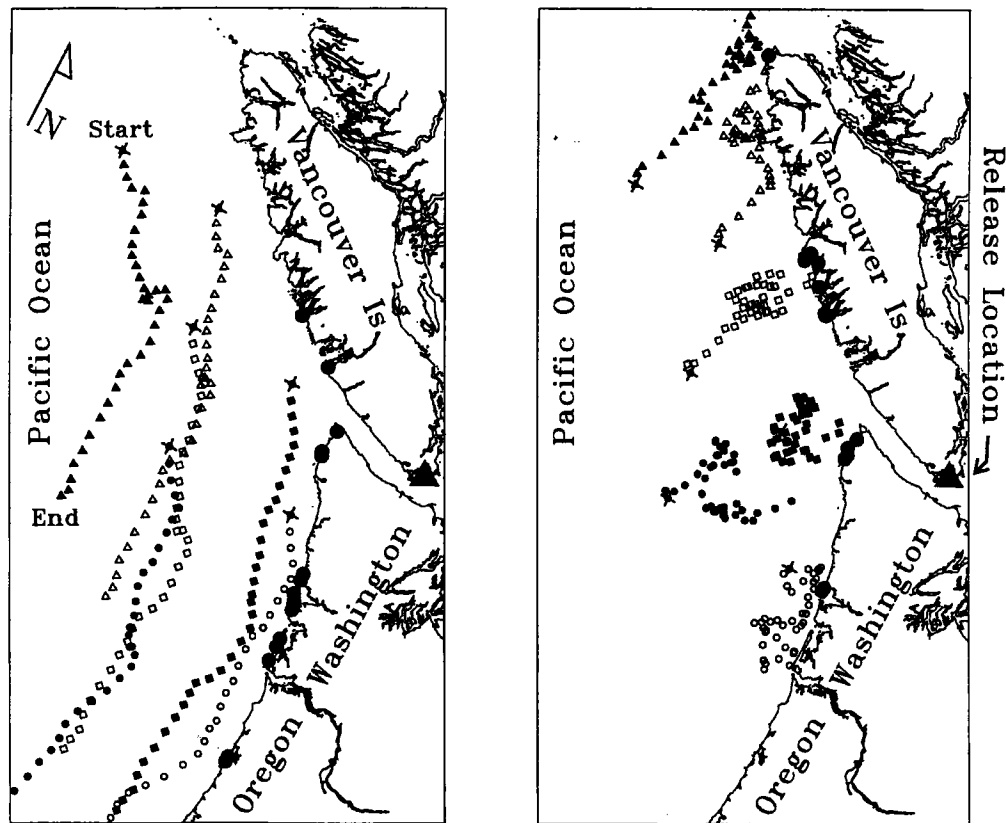 N
Start
Vancouver Is
Pacific Ocean
End
Washington
Oregon
Vancouver Is
Pacific Ocean
Washington
Oregon
Release Location